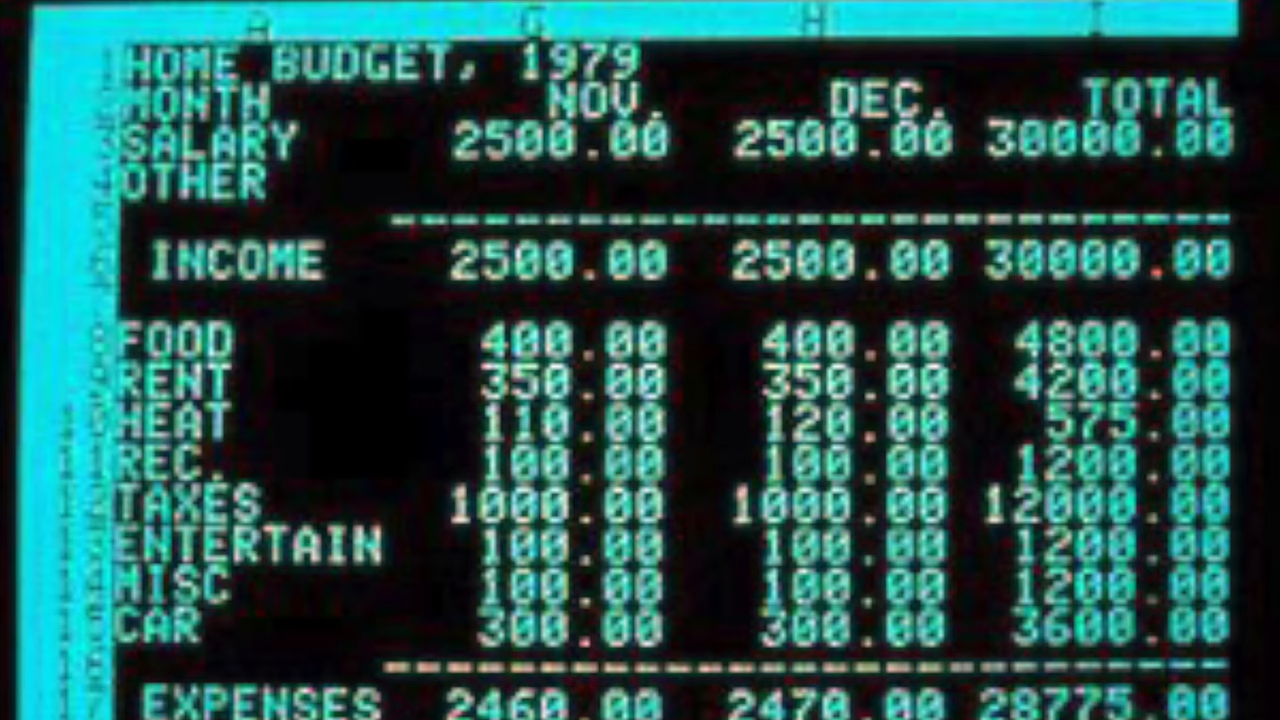 G H I
HOME BUDGET, 1979
MONTH NOV. DEC. TOTAL
SALARY 2500.00 2500.00 30000.00
OTHER
--------------------------------
INCOME 2500.00 2500.00 30000.00
FOOD 400.00 400.00 4800.00
RENT 350.00 350.00 4200.00
HEAT 110.00 120.00 575.00
REC. 100.00 100.00 1200.00
TAXES 1000.00 1000.00 12000.00
ENTERTAIN 100.00 100.00 1200.00
MISC 100.00 100.00 1200.00
CAR 300.00 300.00 3600.00
--------------------------------
EXPENSES 2460.00 2470.00 28775.00